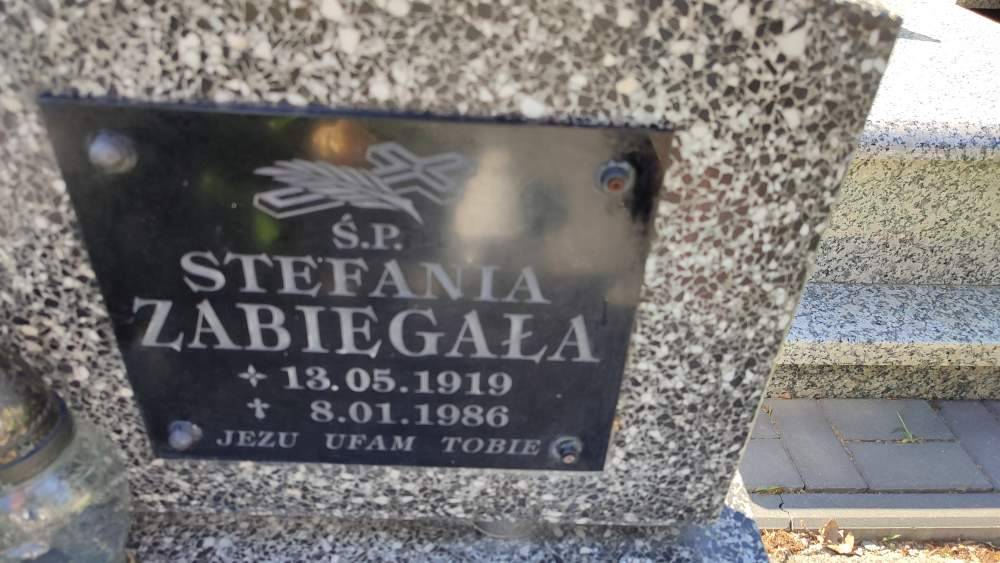 Ś.P.
STEFANIA
ZABIEGAŁA
13.05.1919
✝ 8.01.1986
JEZU UFAM TOBIE